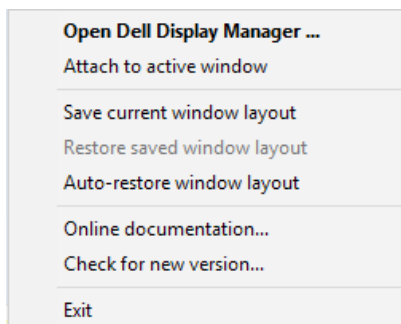 Open Dell Display Manager ...
Attach to active window
Save current window layout
Restore saved window layout
Auto-restore window layout
Online documentation...
Check for new version...
Exit